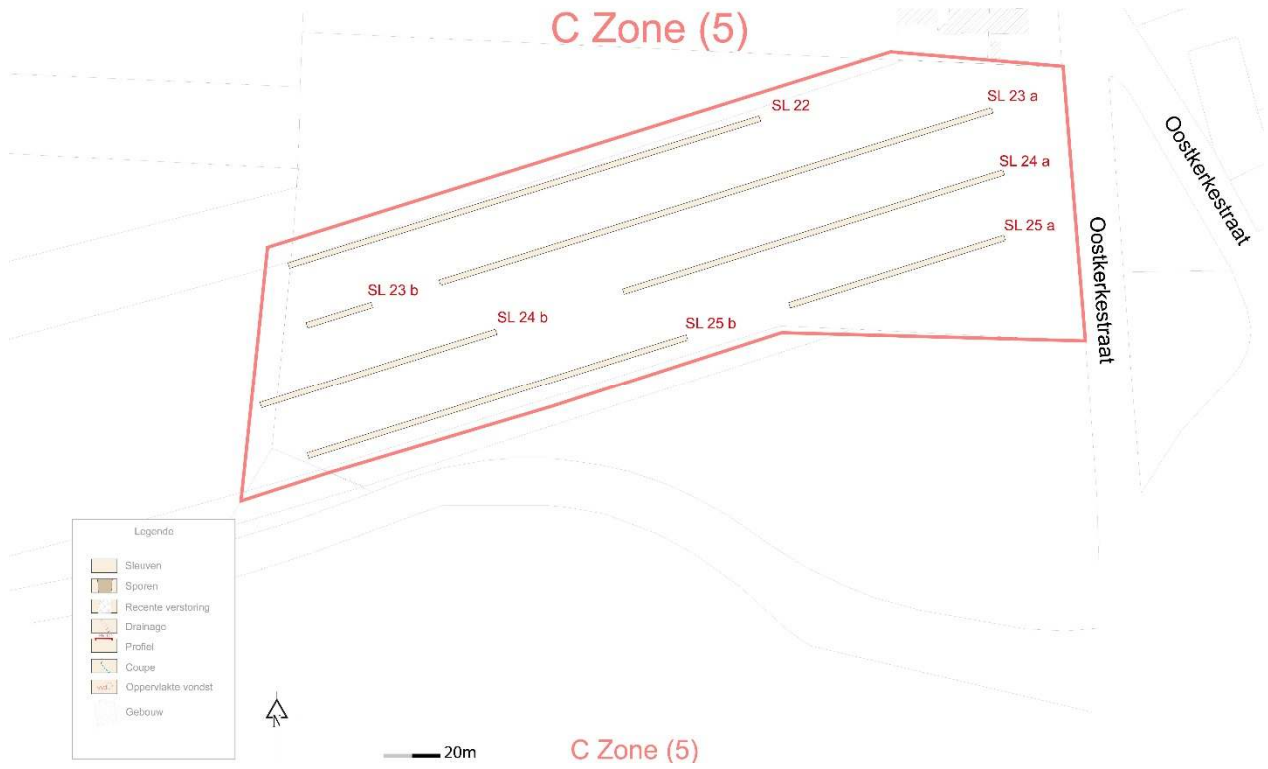 C Zone (5)
SL 22
SL 23 a
SL 24 a
SL 25 a
SL 23 b
SL 24 b
SL 25 b
Oostkerkestraat
Oostkerkestraat
Legende
Sleuven
Sporen
Recente verstoring
Drainage
Profiel
Coupe
Oppervlakte vondst
Gebouw
N
20m
C Zone (5)